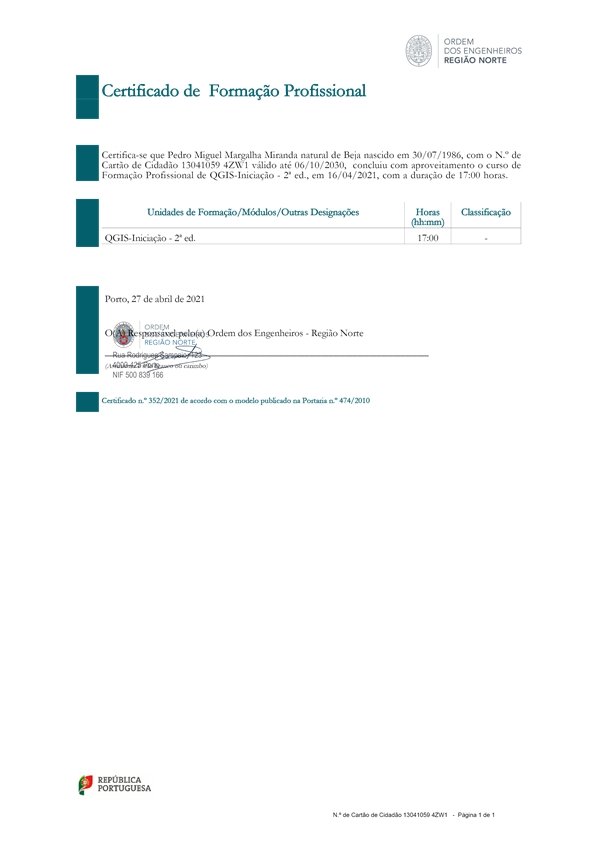 ORDEM
DOS ENGENHEIROS
REGIÃO NORTE
Certificado de Formação Profissional
Certifica-se que Pedro Miguel Margalha Miranda natural de Beja nascido em 30/07/1986, com o N.º de
Cartão de Cidadão 13041059 4ZW1 válido até 06/10/2030, concluiu com aproveitamento o curso de
Formação Profissional de QGIS-Iniciação - 2ª ed., em 16/04/2021, com a duração de 17:00 horas.
Unidades de Formação/Módulos/Outras Designações Horas Classificação
(hh:mm)
QGIS-Iniciação - 2ª ed. 17:00 -
Porto, 27 de abril de 2021
ORDEM
O(A) Responsável pelo(a) Ordem dos Engenheiros - Região Norte
REGIÃO NORTE
Rua Rodrigues Sampaio, 123
4000-425 Porto
(Assinatura e selo branco ou carimbo)
NIF 500 839 166
Certificado n.º 352/2021 de acordo com o modelo publicado na Portaria n.º 474/2010
REPÚBLICA
PORTUGUESA
N.º de Cartão de Cidadão 13041059 4ZW1 - Página 1 de 1